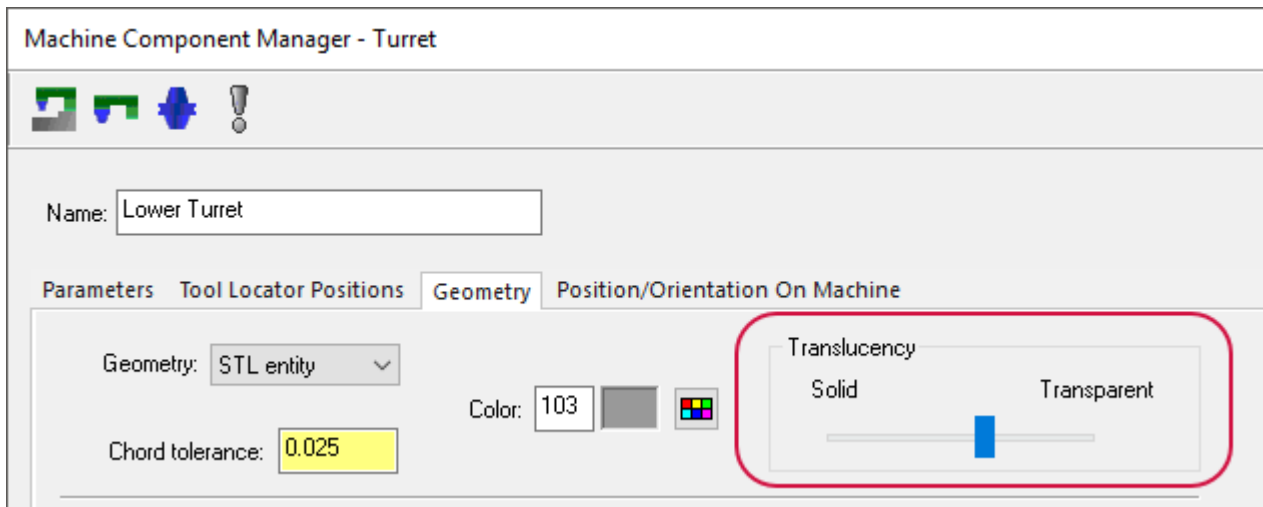 Machine Component Manager - Turret
Name: Lower Turret
Parameters Tool Locator Positions Geometry Position/Orientation On Machine
Geometry: STL entity
Color: 103
Chord tolerance: 0.025
Translucency
Solid Transparent